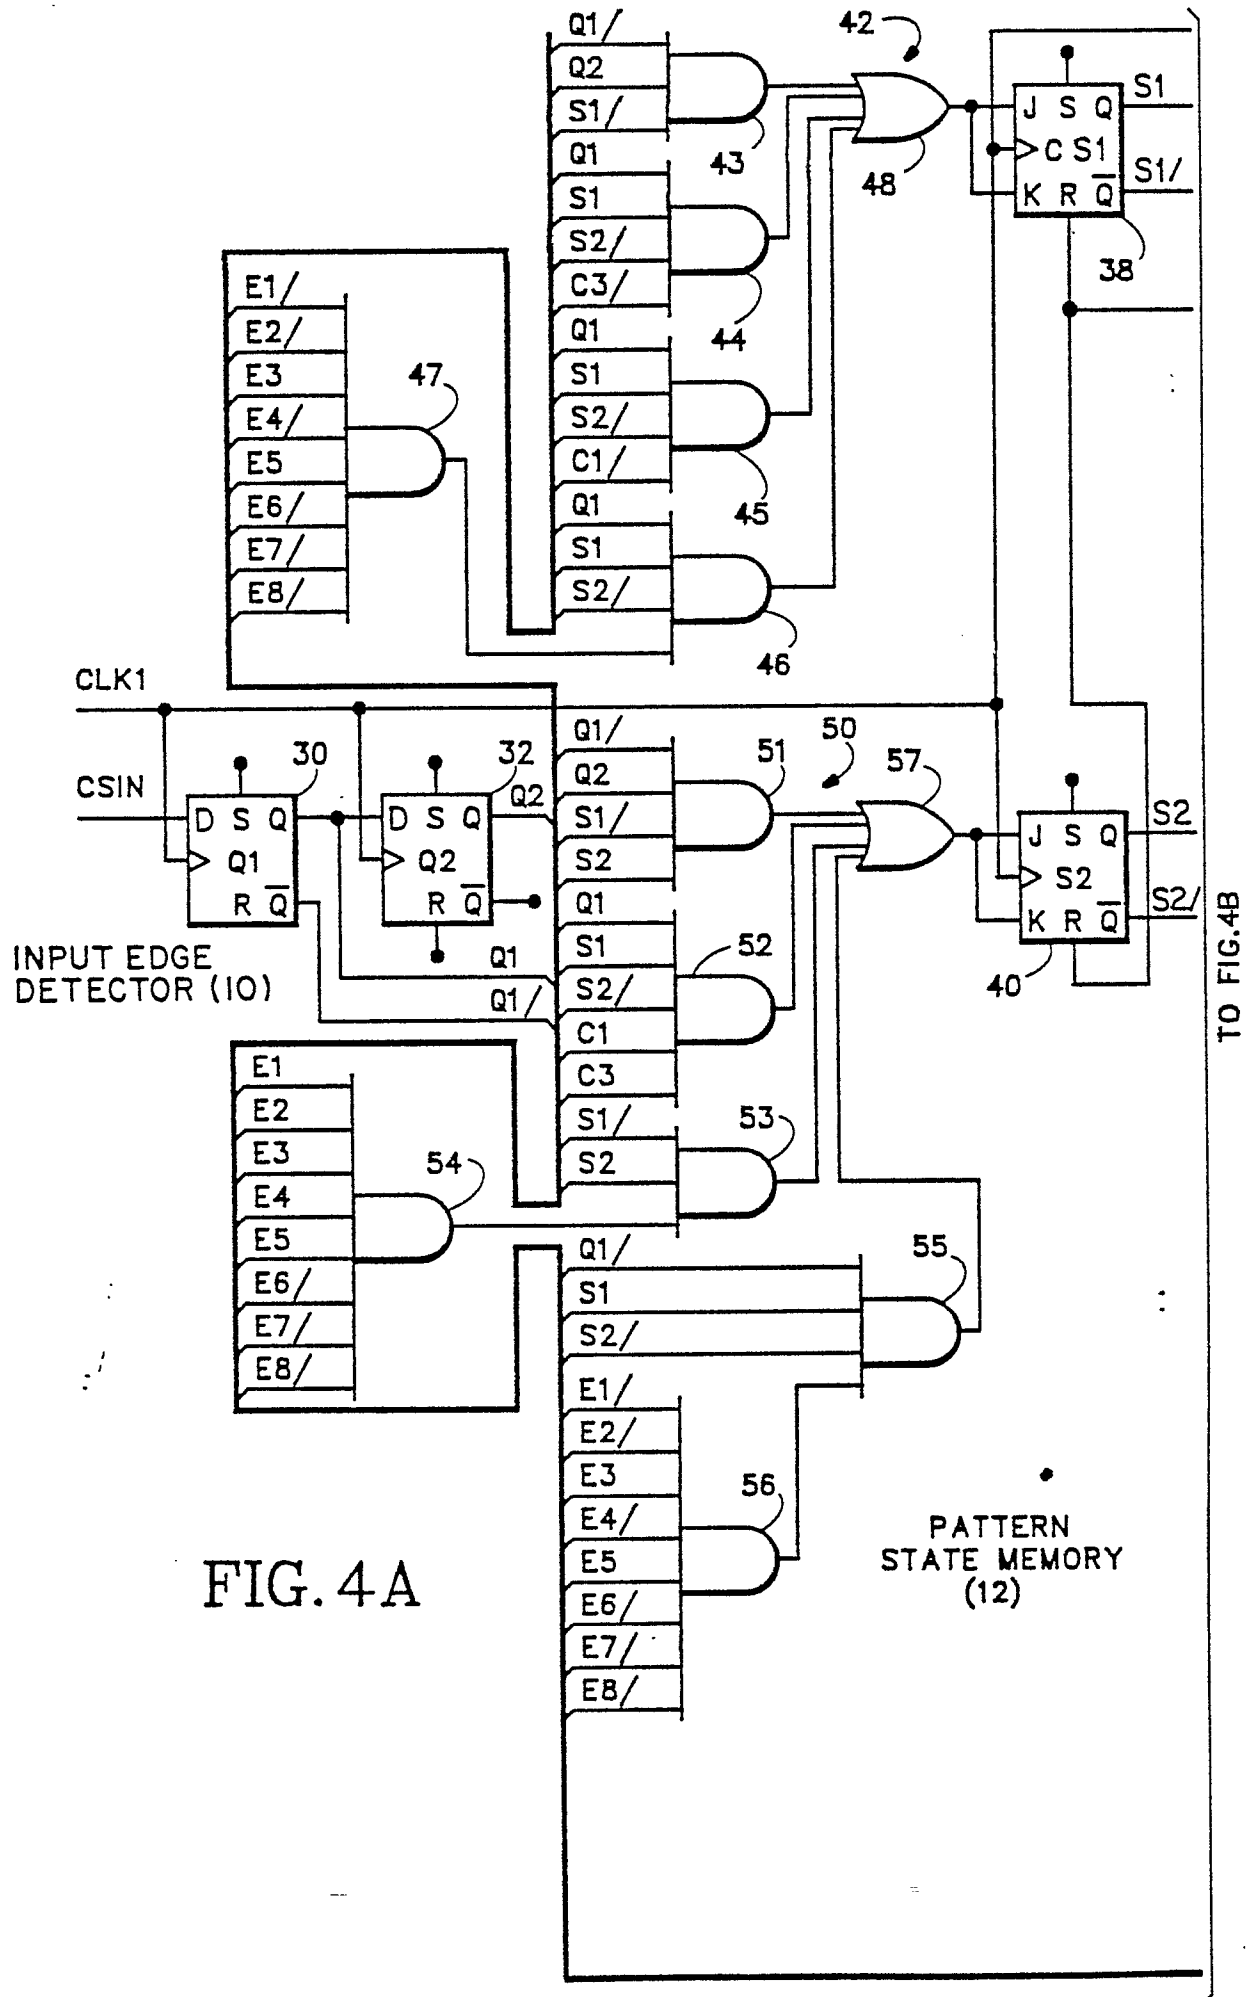 Q1/
Q2
S1/
43
Q1
S1
S2/
C3/
44
Q1
S1
S2/
C1/
45
Q1
S1
S2/
46
42
48
J S Q
C S1
K R Q̅
S1
S1/
38
E1/
E2/
E3
E4/
E5
E6/
E7/
E8/
47
CLK1
CSIN
30
D S Q
Q1
R Q̅
32
D S Q
Q2
R Q̅
Q2
Q1
Q1/
INPUT EDGE
DETECTOR (10)
Q1/
Q2
S1/
S2
51
Q1
S1
S2/
C1
C3
52
S1/
S2
53
50
57
J S Q
S2
K R Q̅
S2
S2/
40
E1
E2
E3
E4
E5
E6/
E7/
E8/
54
Q1/
S1
S2/
55
E1/
E2/
E3
E4/
E5
E6/
E7/
E8/
56
PATTERN
STATE MEMORY
(12)
TO FIG.4B
FIG. 4A